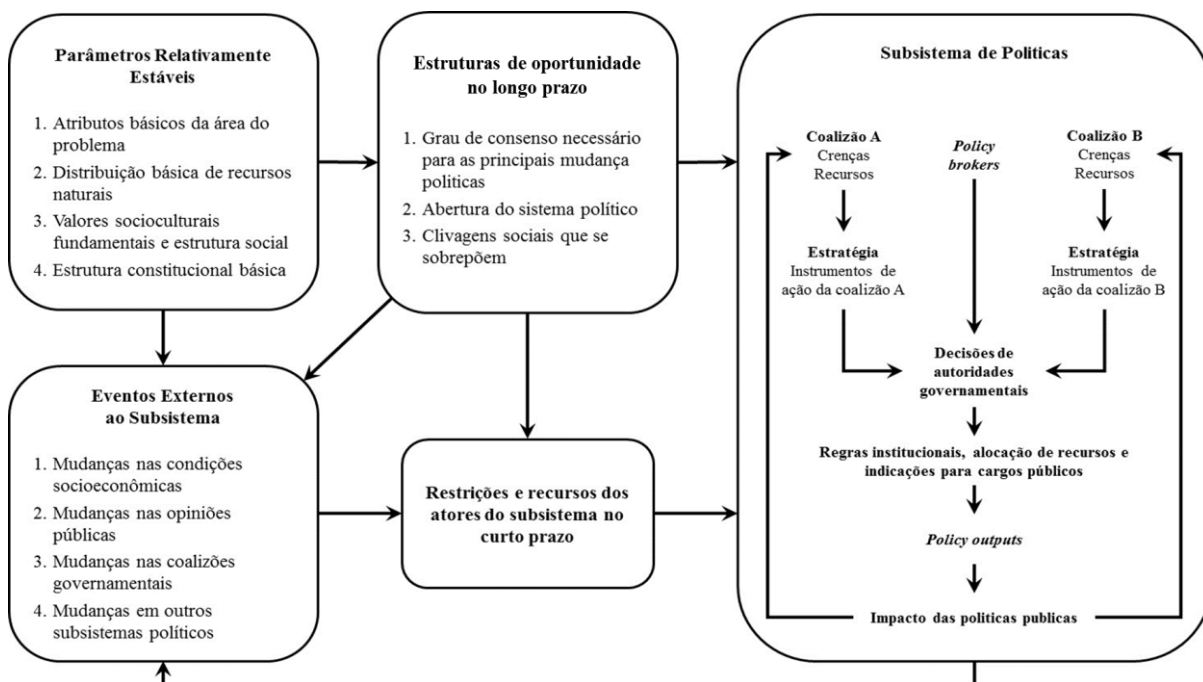 Parâmetros Relativamente
Estáveis
1. Atributos básicos da área do
problema
2. Distribuição básica de recursos
naturais
3. Valores socioculturais
fundamentais e estrutura social
4. Estrutura constitucional básica
Estruturas de oportunidade
no longo prazo
1. Grau de consenso necessário
para as principais mudança
politicas
2. Abertura do sistema político
3. Clivagens sociais que se
sobrepõem
Eventos Externos
ao Subsistema
1. Mudanças nas condições
socioeconômicas
2. Mudanças nas opiniões
públicas
3. Mudanças nas coalizões
governamentais
4. Mudanças em outros
subsistemas políticos
Restrições e recursos dos
atores do subsistema no
curto prazo
Subsistema de Politicas
Coalizão A
Crenças
Recursos
Policy
brokers
Coalizão B
Crenças
Recursos
Estratégia
Instrumentos de
ação da coalizão A
Estratégia
Instrumentos de
ação da coalizão B
Decisões de
autoridades
governamentais
Regras institucionais, alocação de recursos e
indicações para cargos públicos
Policy outputs
Impacto das politicas publicas